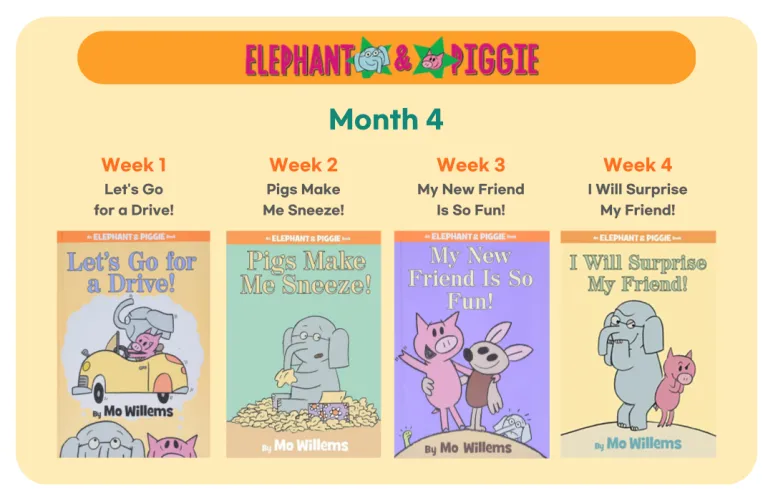 ELEPHANT & PIGGIE
Month 4
Week 1
Let's Go
for a Drive!
Week 2
Pigs Make
Me Sneeze!
Week 3
My New Friend
Is So Fun!
Week 4
I Will Surprise
My Friend!
An ELEPHANT & PIGGIE Book
Let's Go for
a Drive!
By Mo Willems
An ELEPHANT & PIGGIE Book
Pigs Make
Me Sneeze!
By Mo Willems
An ELEPHANT & PIGGIE Book
My New
Friend Is So
Fun!
By Mo Willems
An ELEPHANT & PIGGIE Book
I Will Surprise
My Friend!
By Mo Willems